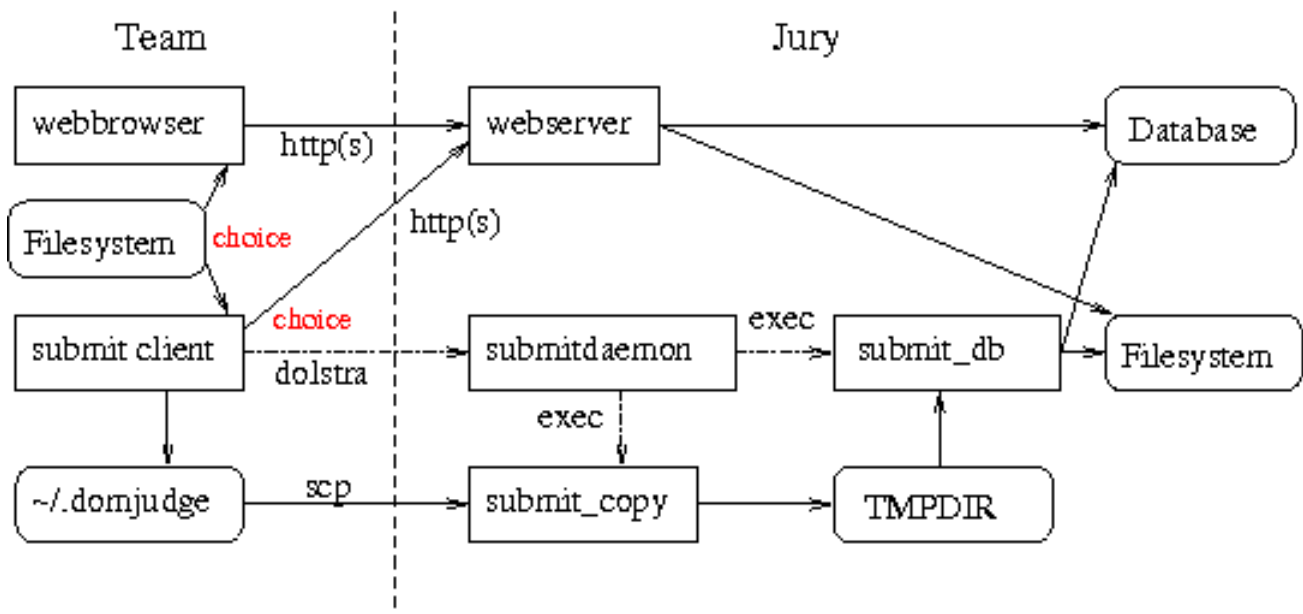 Team
Jury
webbrowser
http(s)
webserver
Database
Filesystem
choice
http(s)
submit client
choice
dolstra
submitdaemon
exec
submit_db
Filesystem
exec
~/.domjudge
scp
submit_copy
TMPDIR